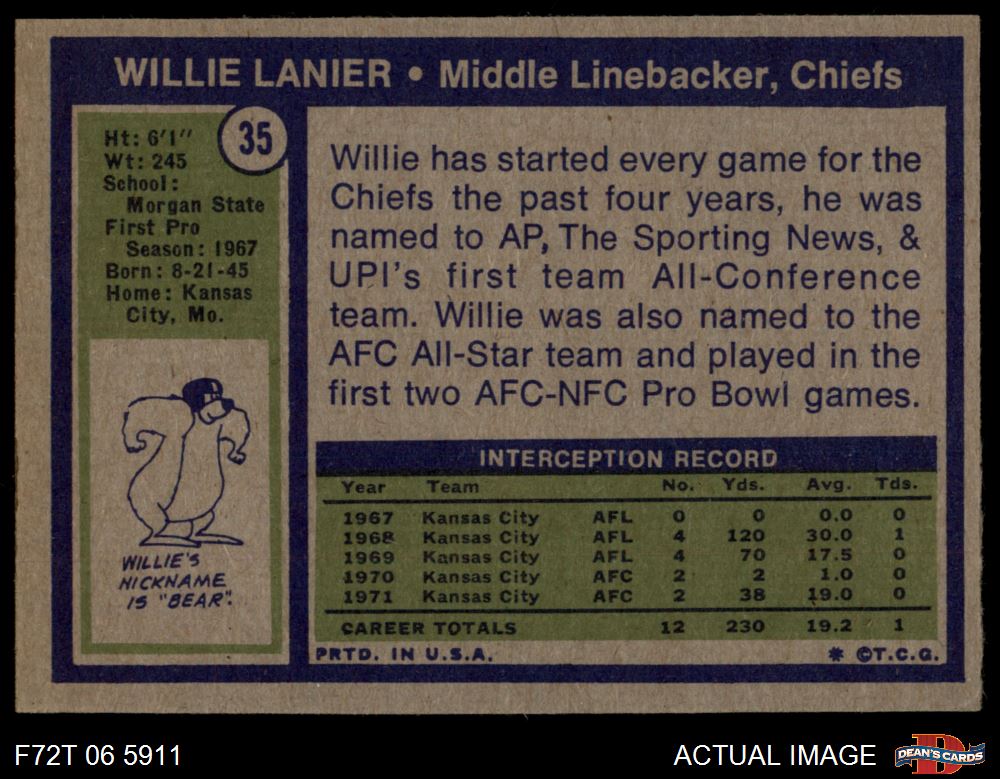 WILLIE LANIER • Middle Linebacker, Chiefs
35
Ht: 6'1"
Wt: 245
School:
Morgan State
First Pro
Season: 1967
Born: 8-21-45
Home: Kansas
City, Mo.
WILLIE'S
NICKNAME
IS "BEAR".
Willie has started every game for the
Chiefs the past four years, he was
named to AP, The Sporting News, &
UPI's first team All-Conference
team. Willie was also named to the
AFC All-Star team and played in the
first two AFC-NFC Pro Bowl games.
INTERCEPTION RECORD
Year Team No. Yds. Avg. Tds.
1967 Kansas City AFL 0 0 0.0 0
1968 Kansas City AFL 4 120 30.0 1
1969 Kansas City AFL 4 70 17.5 0
1970 Kansas City AFC 2 2 1.0 0
1971 Kansas City AFC 2 38 19.0 0
CAREER TOTALS 12 230 19.2 1
PRTD. IN U.S.A. * ©T.C.G.
F72T 06 5911 ACTUAL IMAGE DEAN'S CARDS